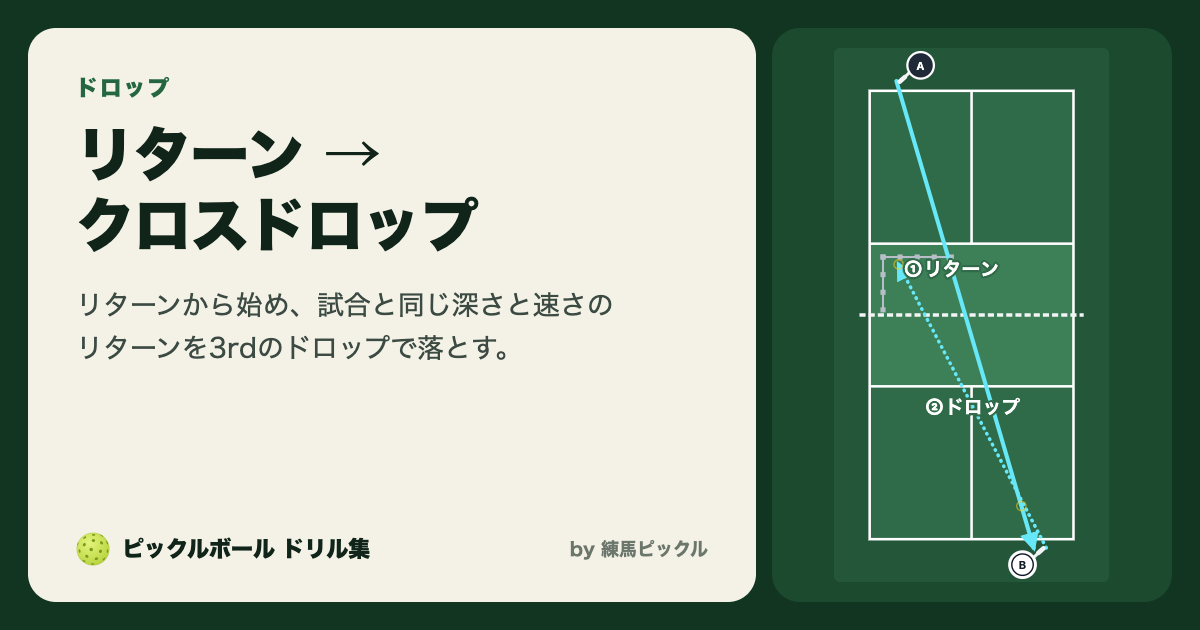 ドロップ
リターン →
クロスドロップ
リターンから始め、試合と同じ深さと速さの
リターンを3rdのドロップで落とす。
ピックルボール ドリル集
by 練馬ピックル
A
①リターン
②ドロップ
B